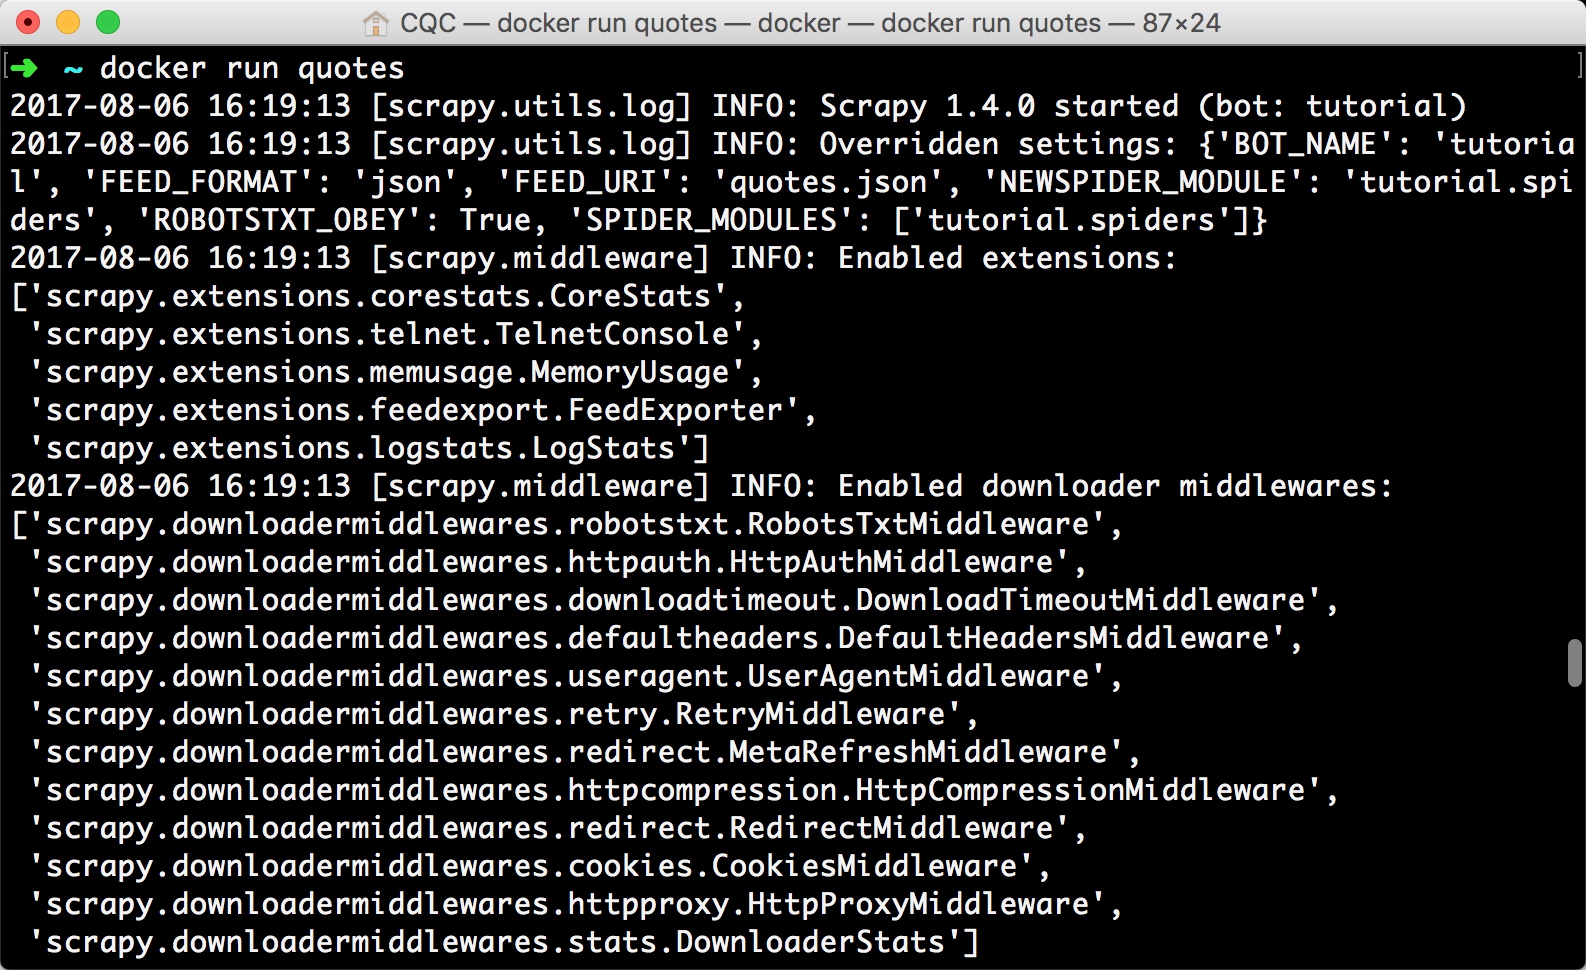 CQC — docker run quotes — docker — docker run quotes — 87×24
[➜ ~ docker run quotes ]
2017-08-06 16:19:13 [scrapy.utils.log] INFO: Scrapy 1.4.0 started (bot: tutorial)
2017-08-06 16:19:13 [scrapy.utils.log] INFO: Overridden settings: {'BOT_NAME': 'tutoria
l', 'FEED_FORMAT': 'json', 'FEED_URI': 'quotes.json', 'NEWSPIDER_MODULE': 'tutorial.spi
ders', 'ROBOTSTXT_OBEY': True, 'SPIDER_MODULES': ['tutorial.spiders']}
2017-08-06 16:19:13 [scrapy.middleware] INFO: Enabled extensions:
['scrapy.extensions.corestats.CoreStats',
 'scrapy.extensions.telnet.TelnetConsole',
 'scrapy.extensions.memusage.MemoryUsage',
 'scrapy.extensions.feedexport.FeedExporter',
 'scrapy.extensions.logstats.LogStats']
2017-08-06 16:19:13 [scrapy.middleware] INFO: Enabled downloader middlewares:
['scrapy.downloadermiddlewares.robotstxt.RobotsTxtMiddleware',
 'scrapy.downloadermiddlewares.httpauth.HttpAuthMiddleware',
 'scrapy.downloadermiddlewares.downloadtimeout.DownloadTimeoutMiddleware',
 'scrapy.downloadermiddlewares.defaultheaders.DefaultHeadersMiddleware',
 'scrapy.downloadermiddlewares.useragent.UserAgentMiddleware',
 'scrapy.downloadermiddlewares.retry.RetryMiddleware',
 'scrapy.downloadermiddlewares.redirect.MetaRefreshMiddleware',
 'scrapy.downloadermiddlewares.httpcompression.HttpCompressionMiddleware',
 'scrapy.downloadermiddlewares.redirect.RedirectMiddleware',
 'scrapy.downloadermiddlewares.cookies.CookiesMiddleware',
 'scrapy.downloadermiddlewares.httpproxy.HttpProxyMiddleware',
 'scrapy.downloadermiddlewares.stats.DownloaderStats']